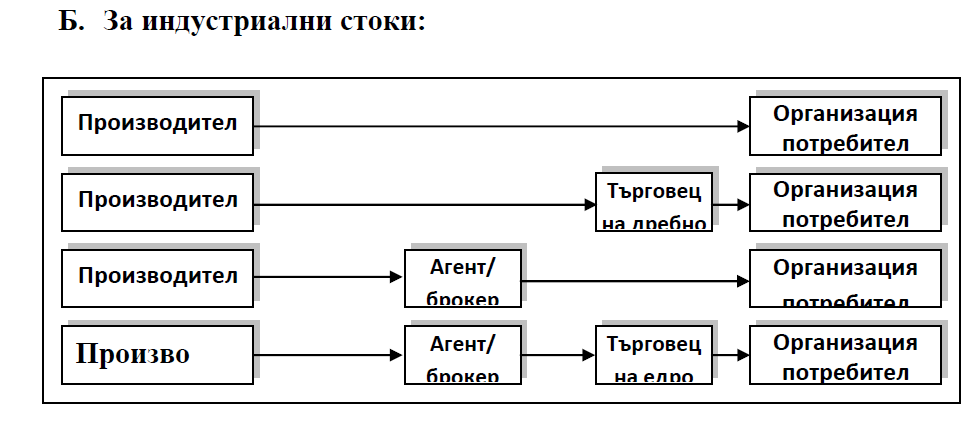 Б. За индустриални стоки:
Производител
Организация
потребител
Производител
Търговец
на дребно
Организация
потребител
Производител
Агент/
брокер
Организация
потребител
Произво
Агент/
брокер
Търговец
на едро
Организация
потребител